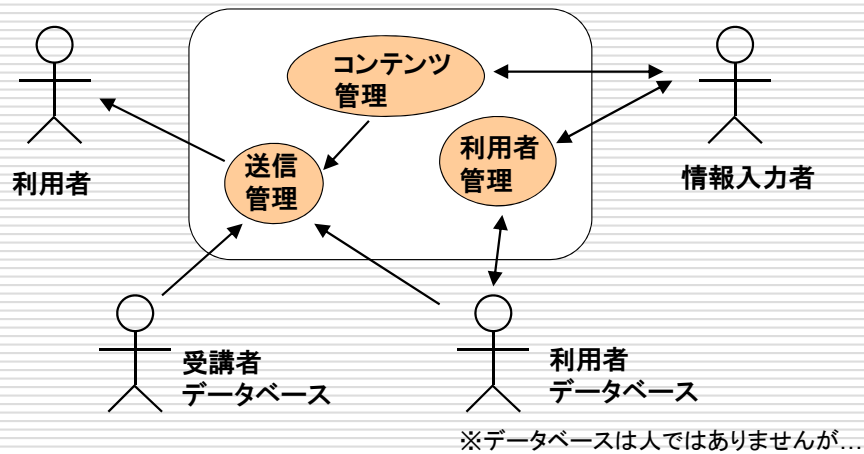 コンテンツ
管理
利用者
管理
送信
管理
利用者
情報入力者
受講者
データベース
利用者
データベース
※データベースは人ではありませんが…